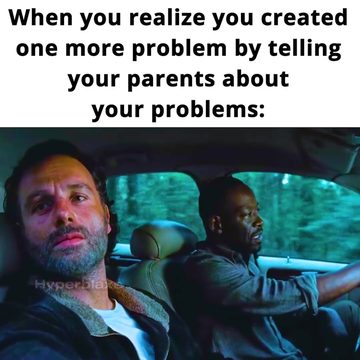 When you realize you created
one more problem by telling
your parents about
your problems: